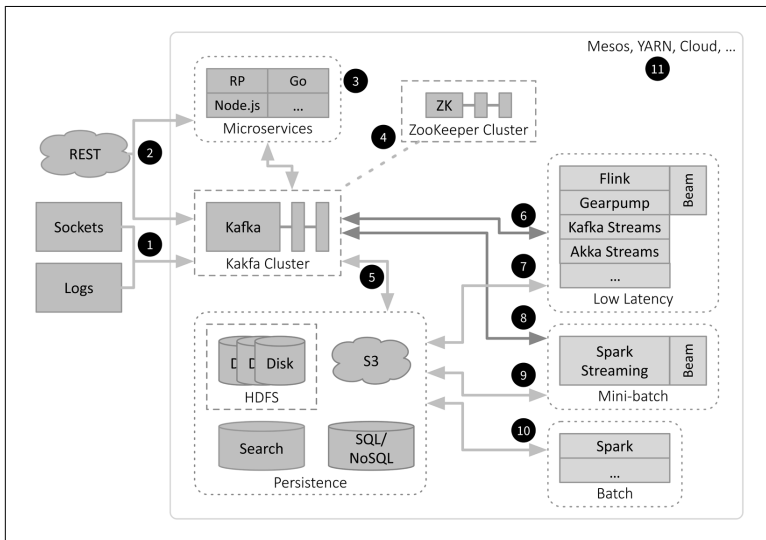 Mesos, YARN, Cloud, …
11
RP
Go
3
Node.js
...
Microservices
ZK
ZooKeeper Cluster
4
REST
2
Sockets
1
Logs
Kafka
Kakfa Cluster
5
6
7
8
9
10
Flink
Beam
Gearpump
Kafka Streams
Akka Streams
...
Low Latency
Spark
Streaming
Beam
Mini-batch
Spark
...
Batch
D
D
Disk
HDFS
S3
Search
SQL/
NoSQL
Persistence